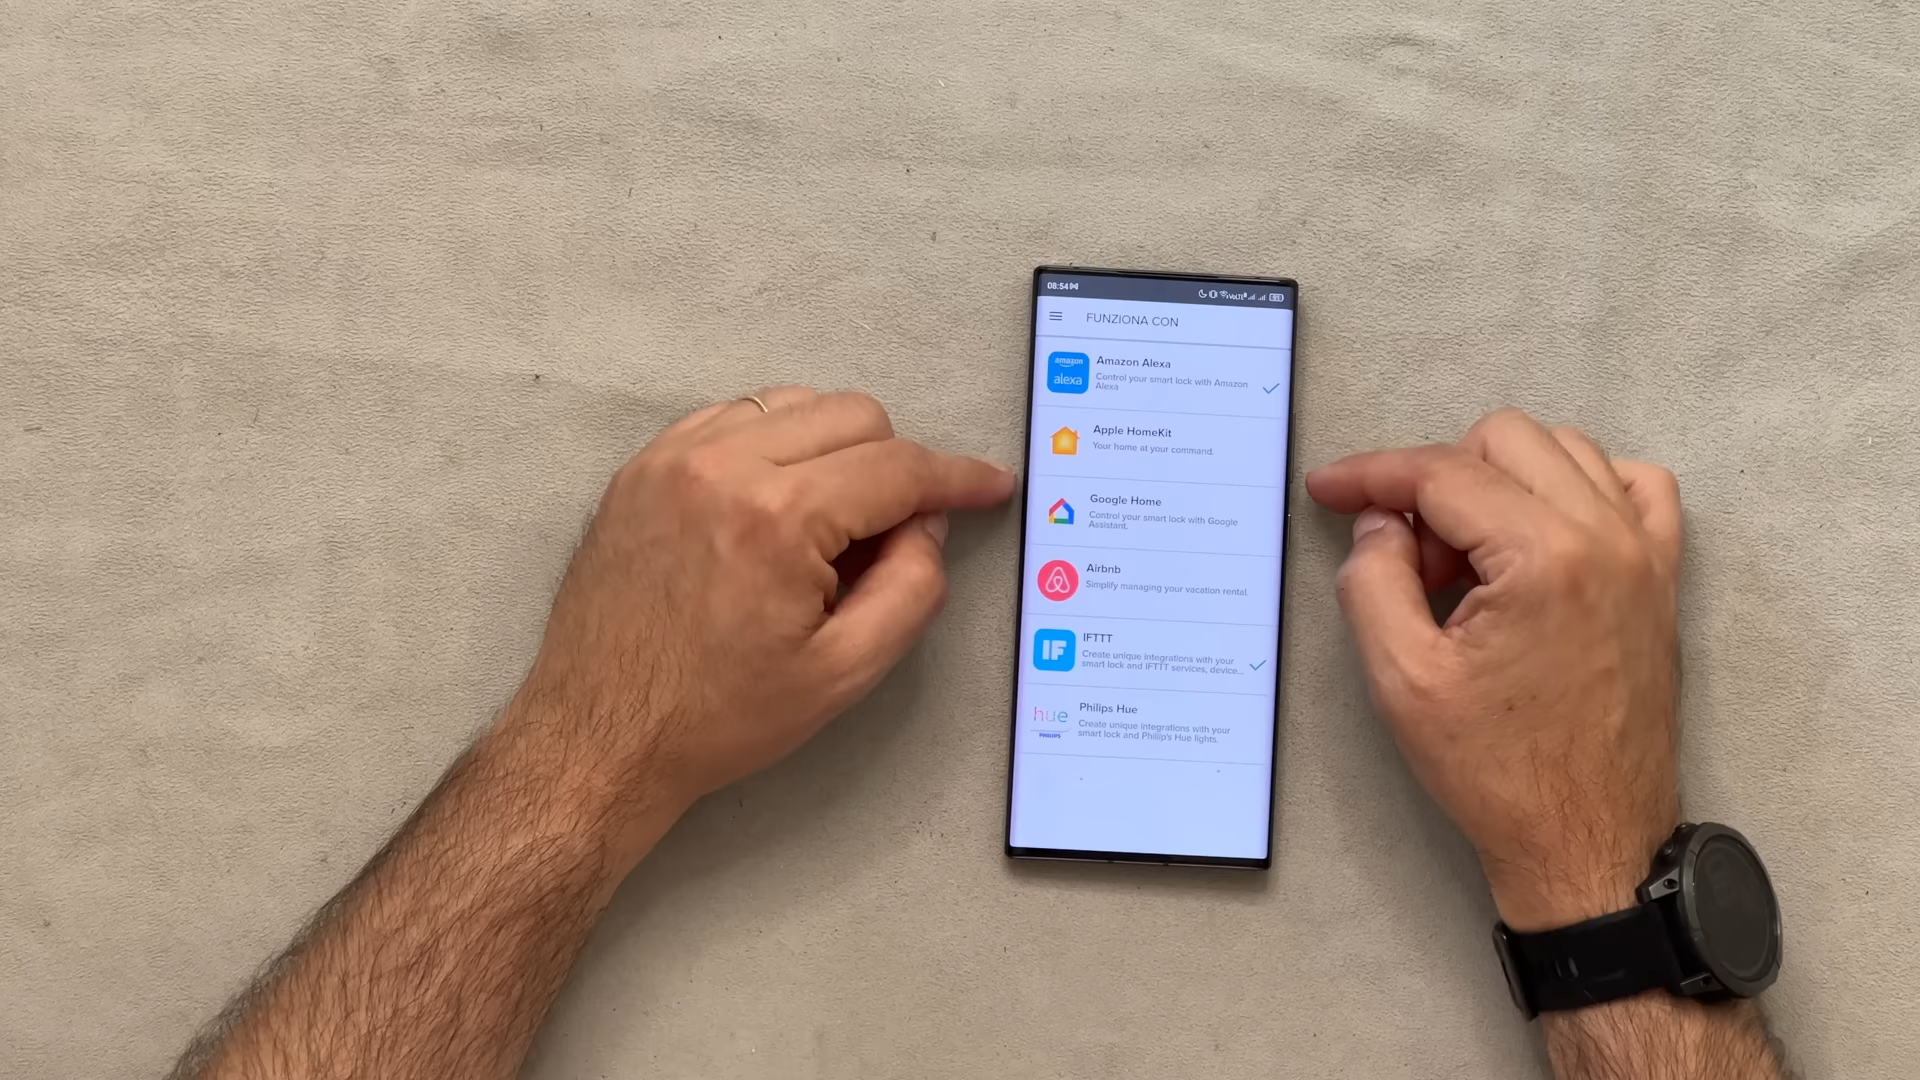 08:54
VoLTE
FUNZIONA CON
amazon
alexa
Amazon Alexa
Control your smart lock with Amazon
Alexa
Apple HomeKit
Your home at your command.
Google Home
Control your smart lock with Google
Assistant.
Airbnb
Simplify managing your vacation rental.
IF
IFTTT
Create unique integrations with your
smart lock and IFTTT services, device...
hue
PHILIPS
Philips Hue
Create unique integrations with your
smart lock and Philip's Hue lights.